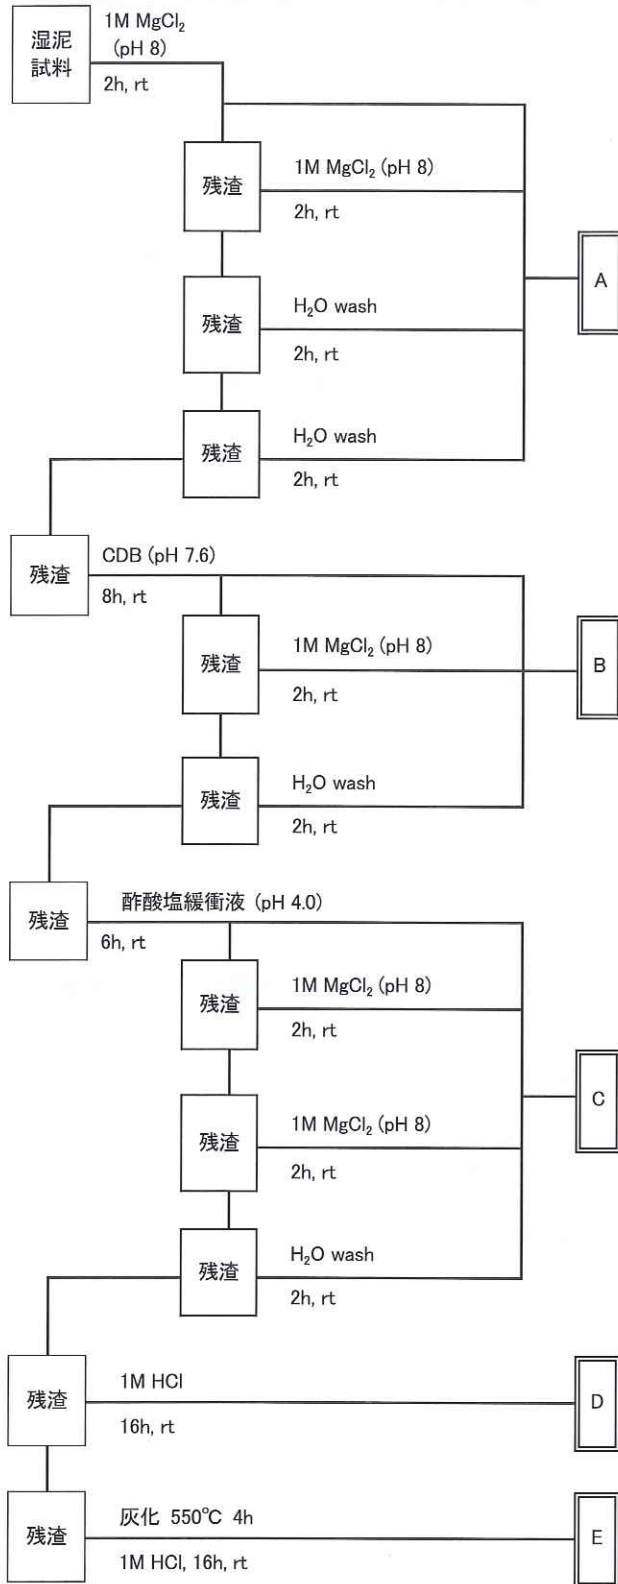 湿泥
試料
1M MgCl₂
(pH 8)
2h, rt
残渣
1M MgCl₂ (pH 8)
2h, rt
A
残渣
H₂O wash
2h, rt
残渣
H₂O wash
2h, rt
残渣
CDB (pH 7.6)
8h, rt
残渣
1M MgCl₂ (pH 8)
2h, rt
B
残渣
H₂O wash
2h, rt
残渣
酢酸塩緩衝液 (pH 4.0)
6h, rt
残渣
1M MgCl₂ (pH 8)
2h, rt
C
残渣
1M MgCl₂ (pH 8)
2h, rt
残渣
H₂O wash
2h, rt
残渣
1M HCl
16h, rt
D
残渣
灰化 550℃ 4h
1M HCl, 16h, rt
E